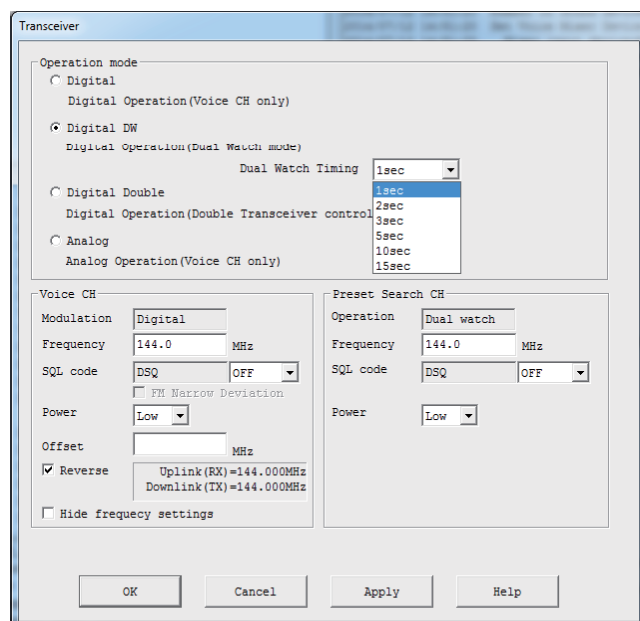 Transceiver
Operation mode
Digital
Digital Operation(Voice CH only)
Digital DW
Digital Operation(Dual Watch mode)
Dual Watch Timing 1sec
1sec
2sec
3sec
5sec
10sec
15sec
Digital Double
Digital Operation(Double Transceiver control
Analog
Analog Operation(Voice CH only)
Voice CH
Modulation Digital
Frequency 144.0 MHz
SQL code DSQ OFF
FM Narrow Deviation
Power Low
Offset MHz
Reverse Uplink(RX)=144.000MHz
Downlink(TX)=144.000MHz
Hide frequecy settings
Preset Search CH
Operation Dual watch
Frequency 144.0 MHz
SQL code DSQ OFF
Power Low
OK Cancel Apply Help